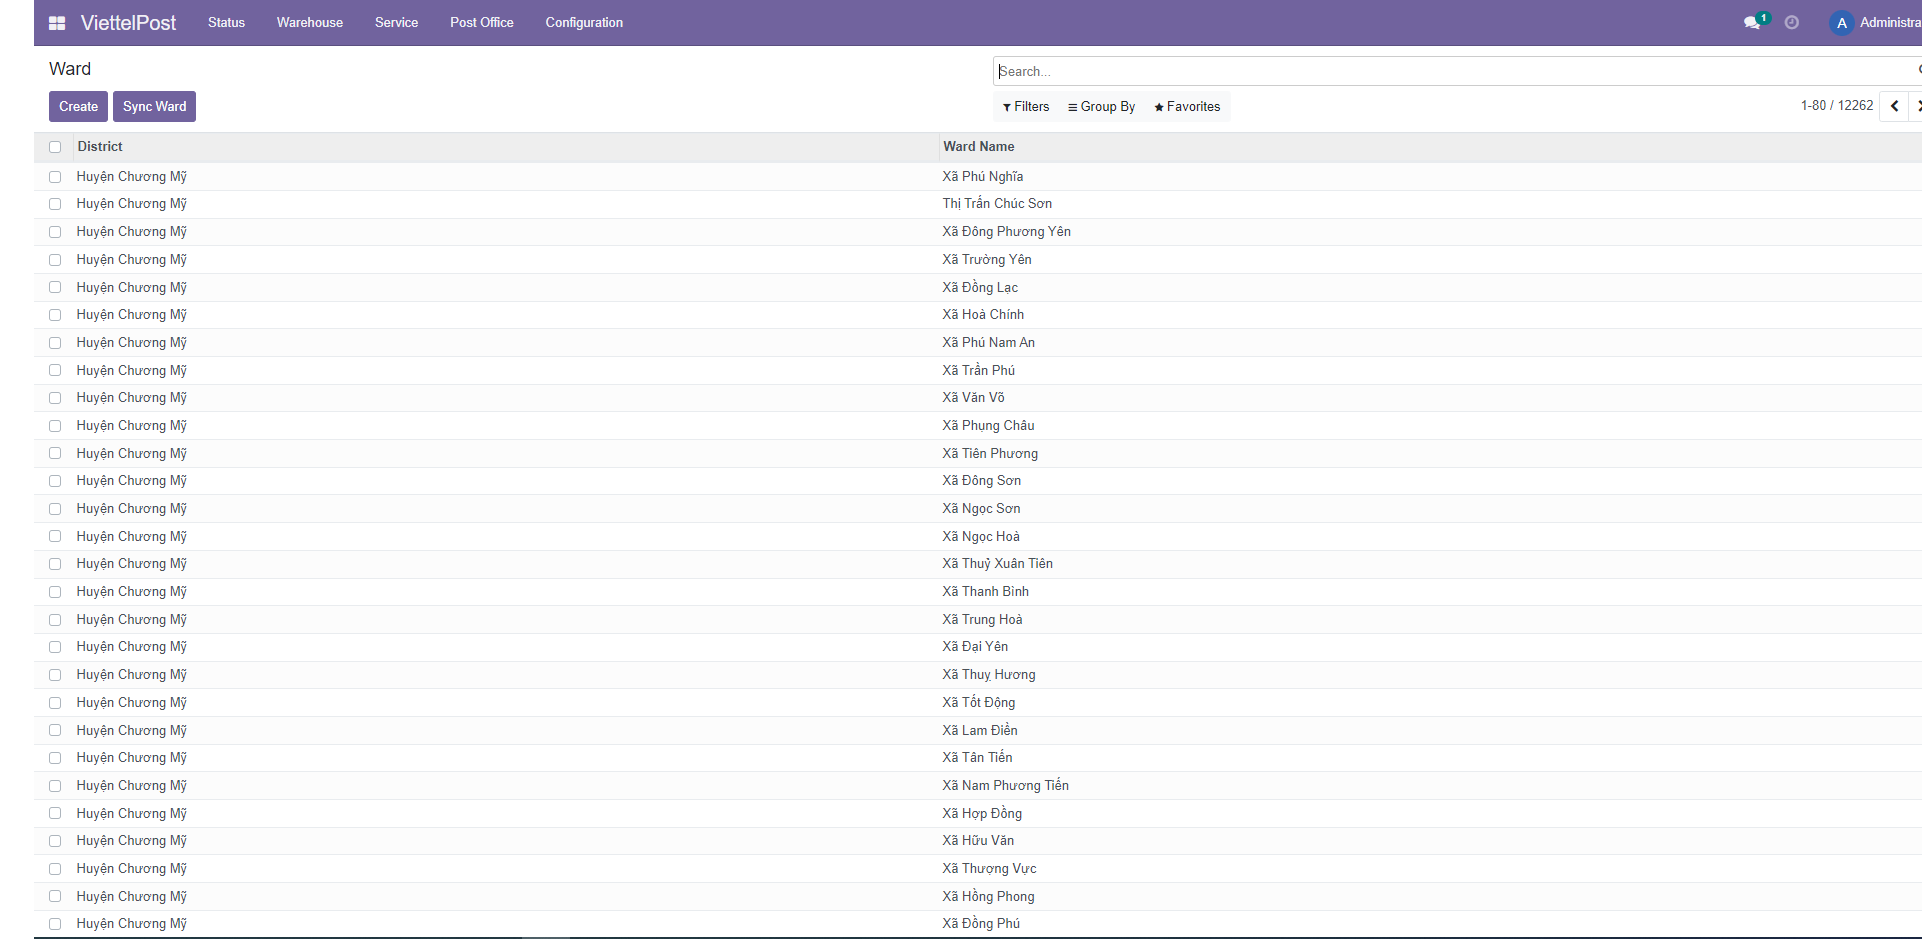 ViettelPost Status Warehouse Service Post Office Configuration 1 A Administra
Ward
Search...
Create Sync Ward
Filters Group By Favorites 1-80 / 12262
District Ward Name
Huyện Chương Mỹ Xã Phú Nghĩa
Huyện Chương Mỹ Thị Trấn Chúc Sơn
Huyện Chương Mỹ Xã Đông Phương Yên
Huyện Chương Mỹ Xã Trường Yên
Huyện Chương Mỹ Xã Đồng Lạc
Huyện Chương Mỹ Xã Hoà Chính
Huyện Chương Mỹ Xã Phú Nam An
Huyện Chương Mỹ Xã Trần Phú
Huyện Chương Mỹ Xã Văn Võ
Huyện Chương Mỹ Xã Phụng Châu
Huyện Chương Mỹ Xã Tiên Phương
Huyện Chương Mỹ Xã Đông Sơn
Huyện Chương Mỹ Xã Ngọc Sơn
Huyện Chương Mỹ Xã Ngọc Hoà
Huyện Chương Mỹ Xã Thuỷ Xuân Tiên
Huyện Chương Mỹ Xã Thanh Bình
Huyện Chương Mỹ Xã Trung Hoà
Huyện Chương Mỹ Xã Đại Yên
Huyện Chương Mỹ Xã Thuỵ Hương
Huyện Chương Mỹ Xã Tốt Động
Huyện Chương Mỹ Xã Lam Điền
Huyện Chương Mỹ Xã Tân Tiến
Huyện Chương Mỹ Xã Nam Phương Tiến
Huyện Chương Mỹ Xã Hợp Đồng
Huyện Chương Mỹ Xã Hữu Văn
Huyện Chương Mỹ Xã Thượng Vực
Huyện Chương Mỹ Xã Hồng Phong
Huyện Chương Mỹ Xã Đồng Phú